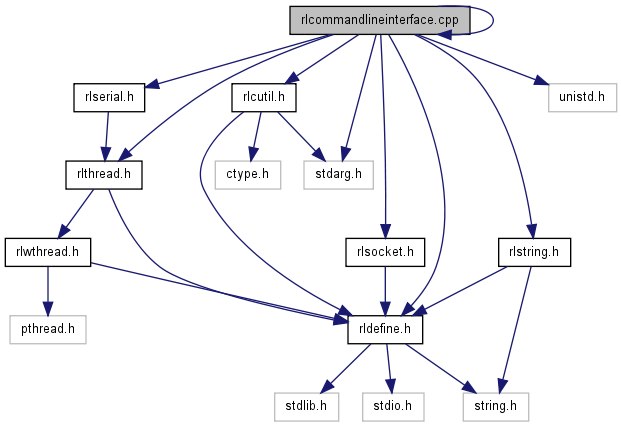 rlcommandlineinterface.cpp
rlserial.h
rlcutil.h
unistd.h
rlthread.h
ctype.h
stdarg.h
rlwthread.h
rlsocket.h
rlstring.h
pthread.h
rldefine.h
stdlib.h
stdio.h
string.h